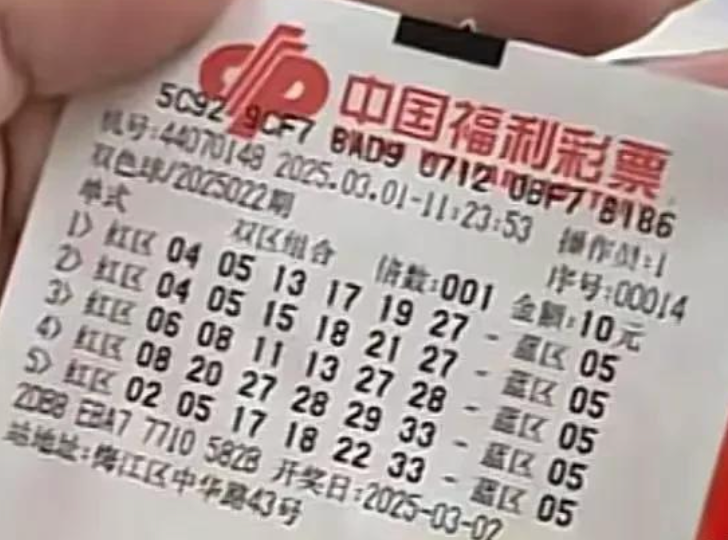 中国福利彩票
5C92 9CF7 BAD9 0712 0BF7 B186
机号:44070148 2025.03.01-11:23:53 操作员:1
双色球/2025022期 序号:00014
单式 双区组合 倍数:001 金额:10元
1) 红区 04 05 13 17 19 27 - 蓝区 05
2) 红区 04 05 15 18 21 27 - 蓝区 05
3) 红区 06 08 11 13 27 28 - 蓝区 05
4) 红区 08 20 27 28 29 33 - 蓝区 05
5) 红区 02 05 17 18 22 33 - 蓝区 05
2DB8 EBA7 7710 582B 开奖日:2025-03-02
站地址:梅江区中华路43号